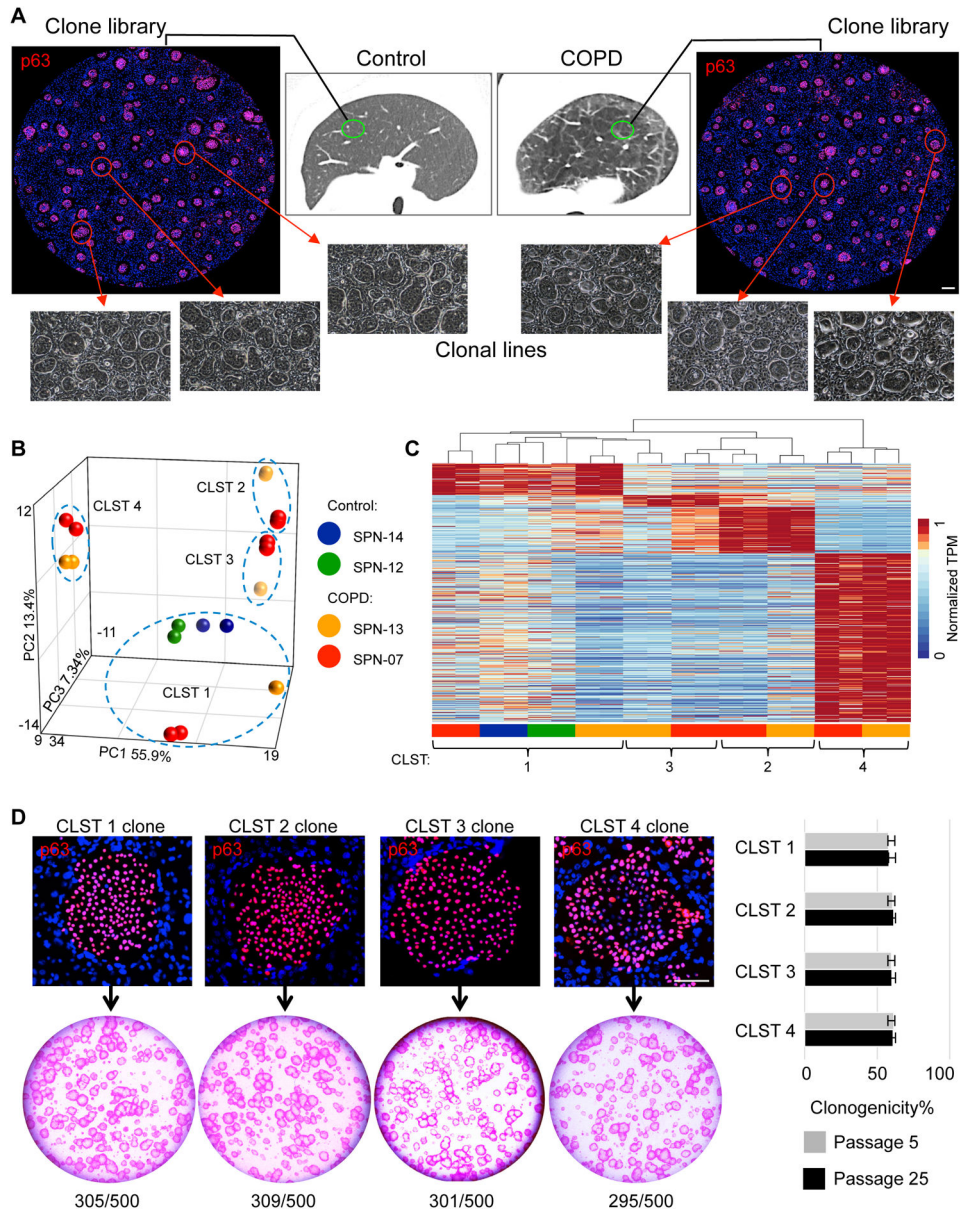 A
Clone library
Clone library
Control
COPD
p63
p63
Clonal lines
B
12
CLST 4
CLST 2
CLST 3
CLST 1
PC2 13.4%
-11
PC3 7.34%
-14
9 34
PC1 55.9%
19
Control:
SPN-14
SPN-12
COPD:
SPN-13
SPN-07
C
1
Normalized TPM
0
CLST:
1
3
2
4
D
CLST 1 clone
CLST 2 clone
CLST 3 clone
CLST 4 clone
p63
p63
p63
p63
305/500
309/500
301/500
295/500
CLST 1
CLST 2
CLST 3
CLST 4
0
50
100
Clonogenicity%
Passage 5
Passage 25